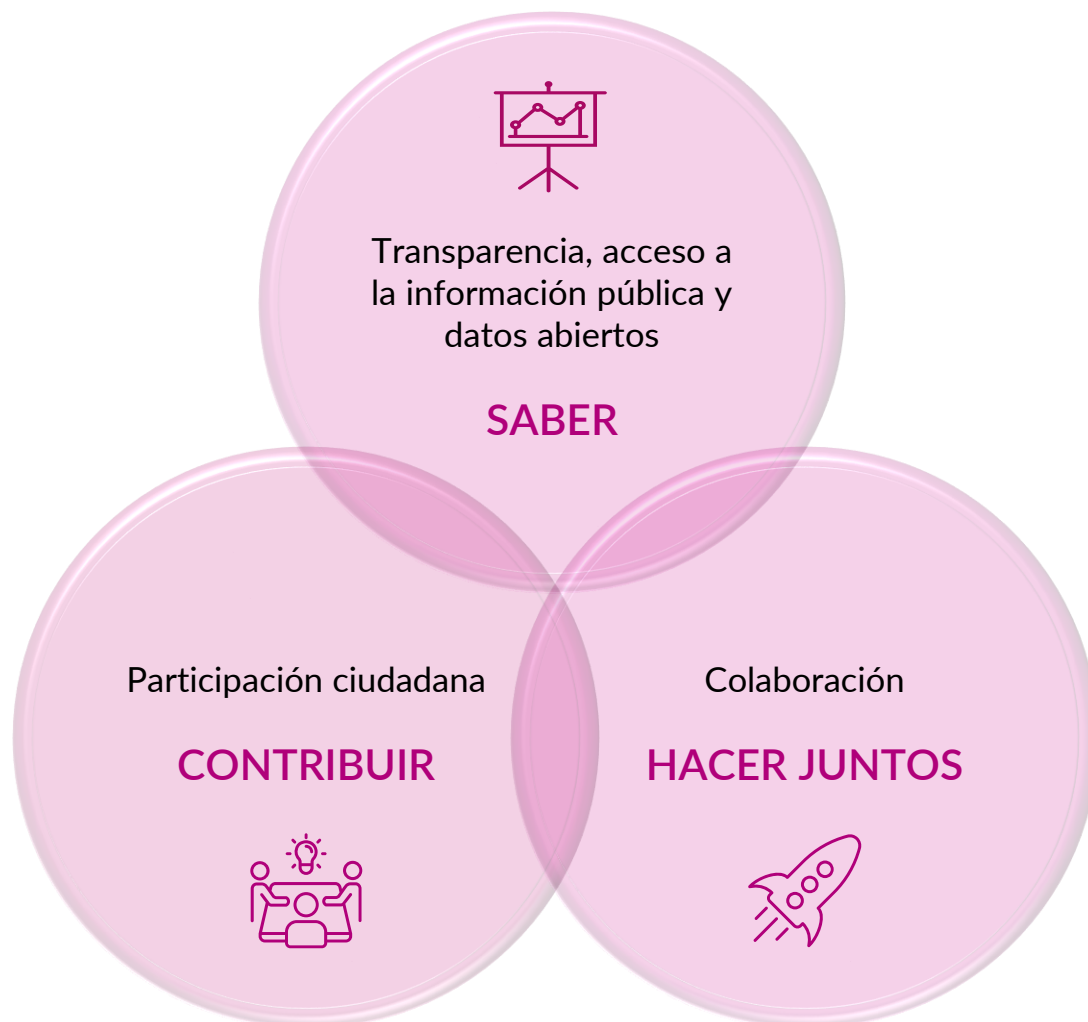 Transparencia, acceso a
la información pública y
datos abiertos
SABER
Participación ciudadana
CONTRIBUIR
Colaboración
HACER JUNTOS